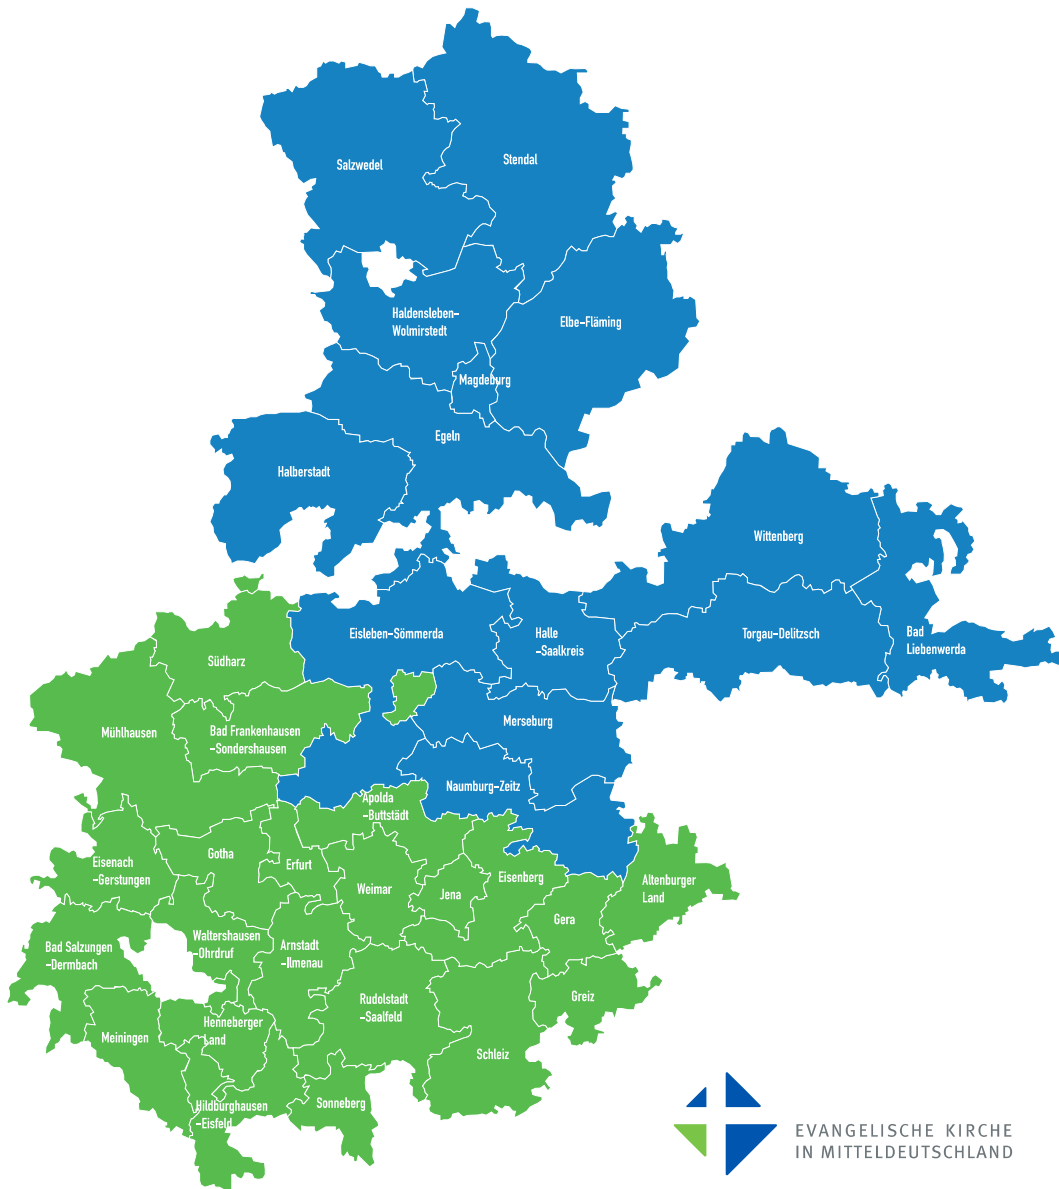 Salzwedel
Stendal
Haldensleben-
Wolmirstedt
Elbe-Fläming
Magdeburg
Egeln
Halberstadt
Wittenberg
Eisleben-Sömmerda
Halle
-Saalkreis
Torgau-Delitzsch
Bad
Liebenwerda
Südharz
Mühlhausen
Bad Frankenhausen
-Sondershausen
Merseburg
Naumburg-Zeitz
Apolda
-Buttstädt
Eisenach
-Gerstungen
Gotha
Erfurt
Weimar
Jena
Eisenberg
Altenburger
Land
Gera
Bad Salzungen
-Dermbach
Waltershausen
-Ohrdruf
Arnstadt
-Ilmenau
Rudolstadt
-Saalfeld
Greiz
Meiningen
Henneberger
Land
Schleiz
Hildburghausen
-Eisfeld
Sonneberg
EVANGELISCHE KIRCHE
IN MITTELDEUTSCHLAND